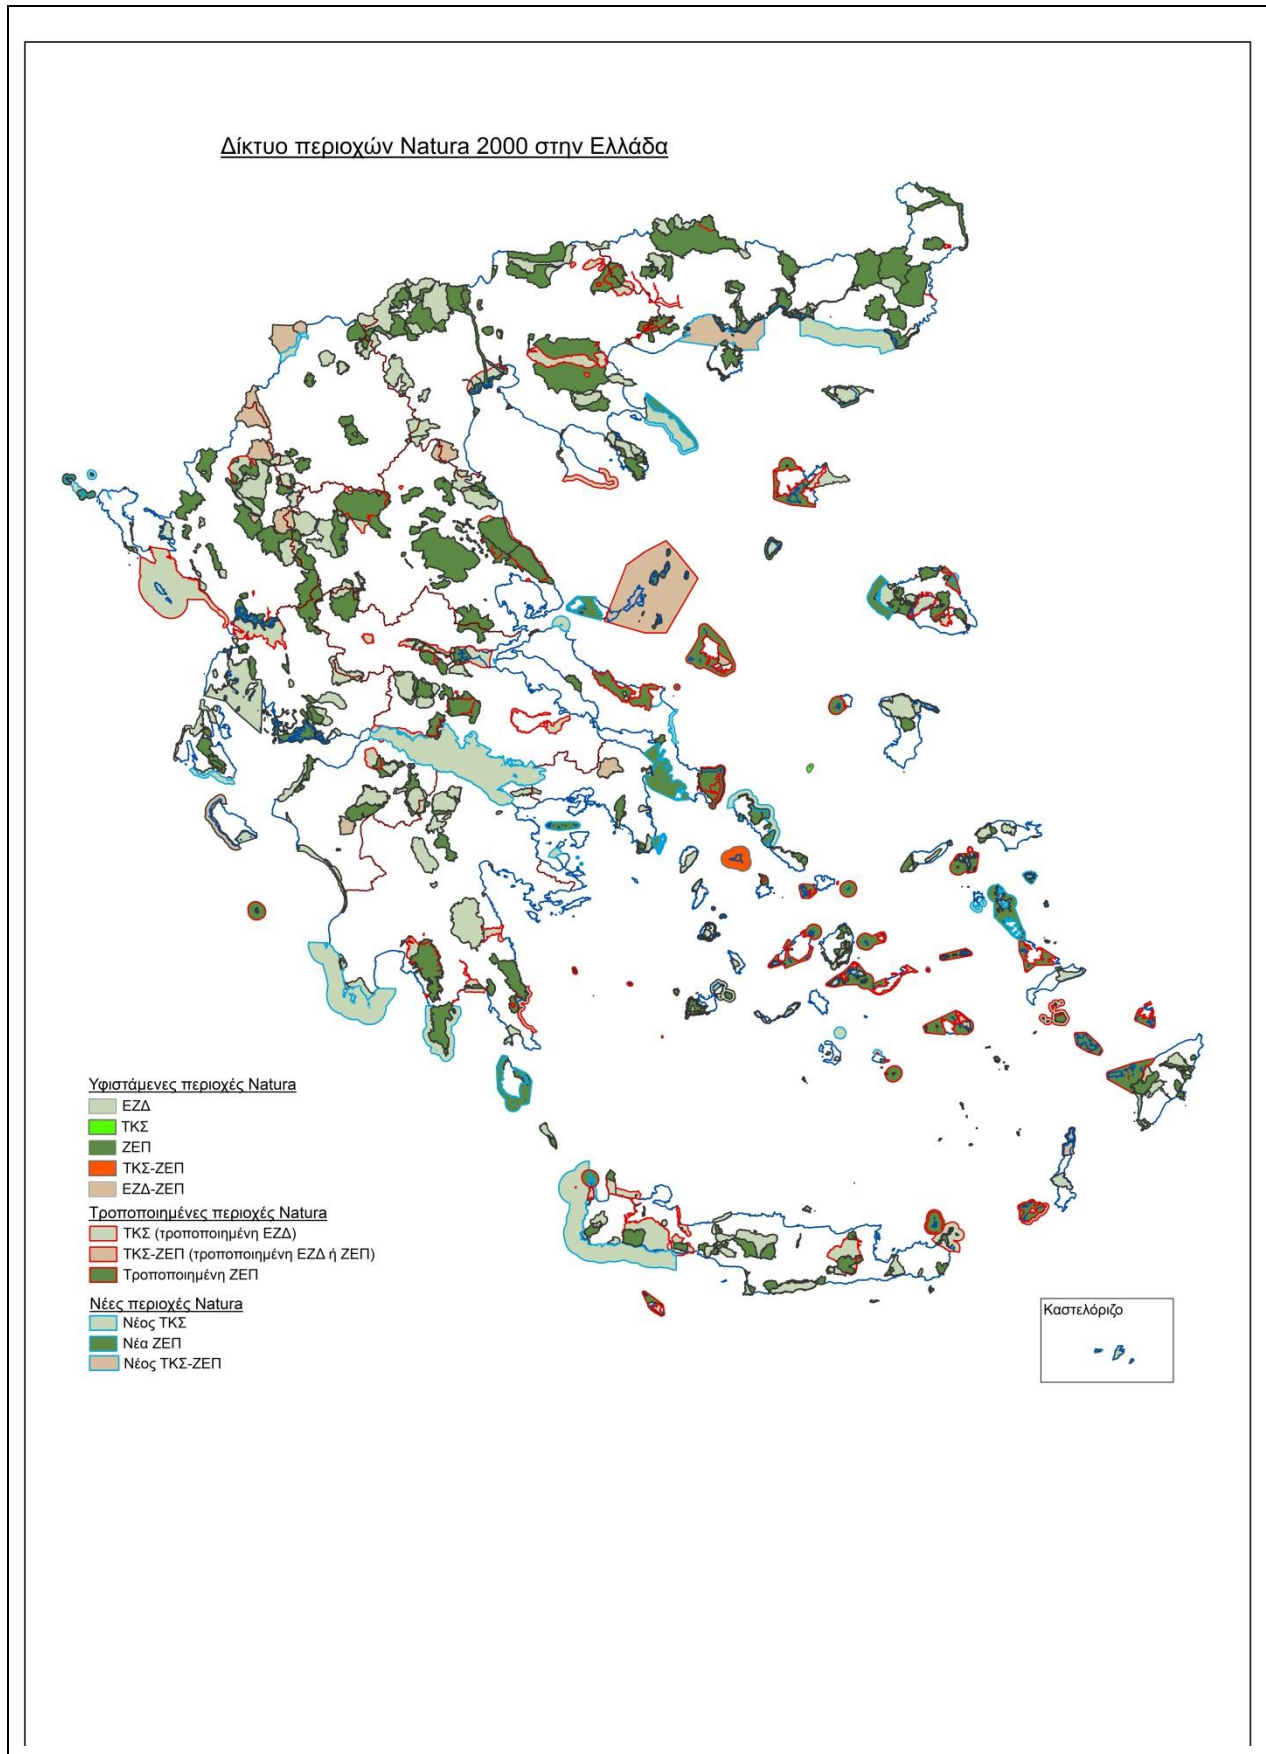 Δίκτυο περιοχών Natura 2000 στην Ελλάδα
Υφιστάμενες περιοχές Natura
ΕΖΔ
ΤΚΣ
ΖΕΠ
ΤΚΣ-ΖΕΠ
ΕΖΔ-ΖΕΠ
Τροποποιημένες περιοχές Natura
ΤΚΣ (τροποποιημένη ΕΖΔ)
ΤΚΣ-ΖΕΠ (τροποποιημένη ΕΖΔ ή ΖΕΠ)
Τροποποιημένη ΖΕΠ
Νέες περιοχές Natura
Νέος ΤΚΣ
Νέα ΖΕΠ
Νέος ΤΚΣ-ΖΕΠ
Καστελόριζο